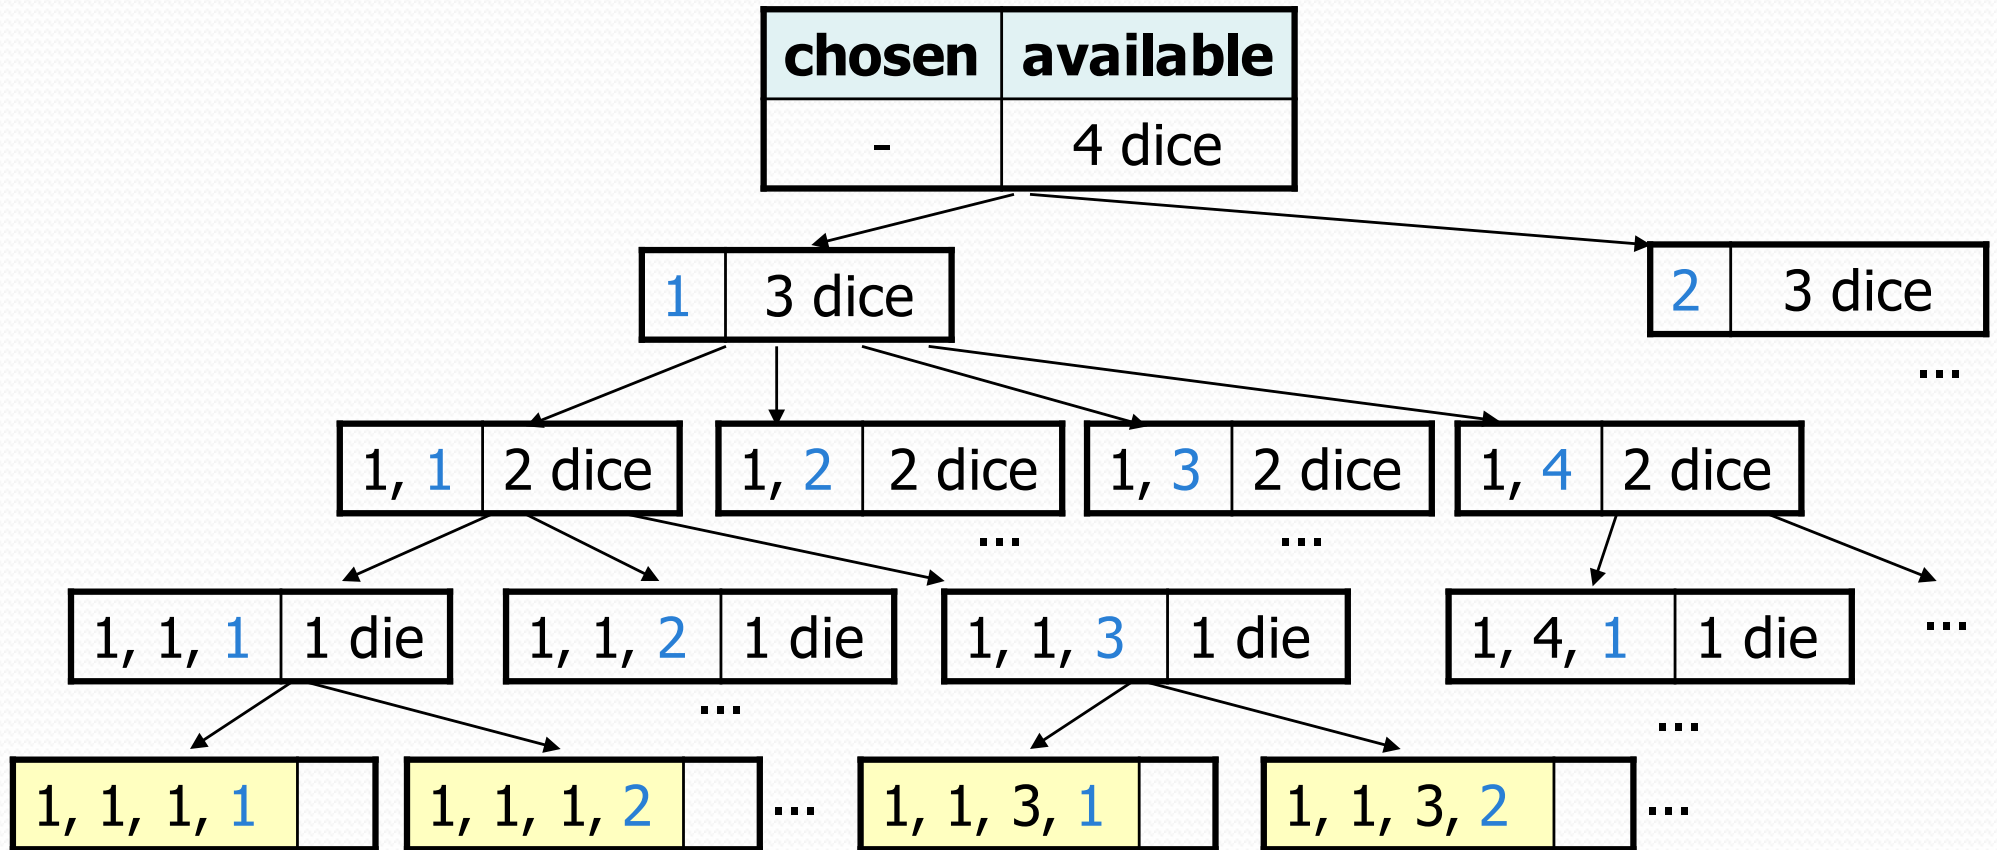 chosen available
- 4 dice
1 3 dice
2 3 dice
...
1, 1 2 dice
1, 2 2 dice
1, 3 2 dice
1, 4 2 dice
...
...
1, 1, 1 1 die
1, 1, 2 1 die
1, 1, 3 1 die
1, 4, 1 1 die
...
...
...
1, 1, 1, 1
1, 1, 1, 2
...
1, 1, 3, 1
1, 1, 3, 2
...